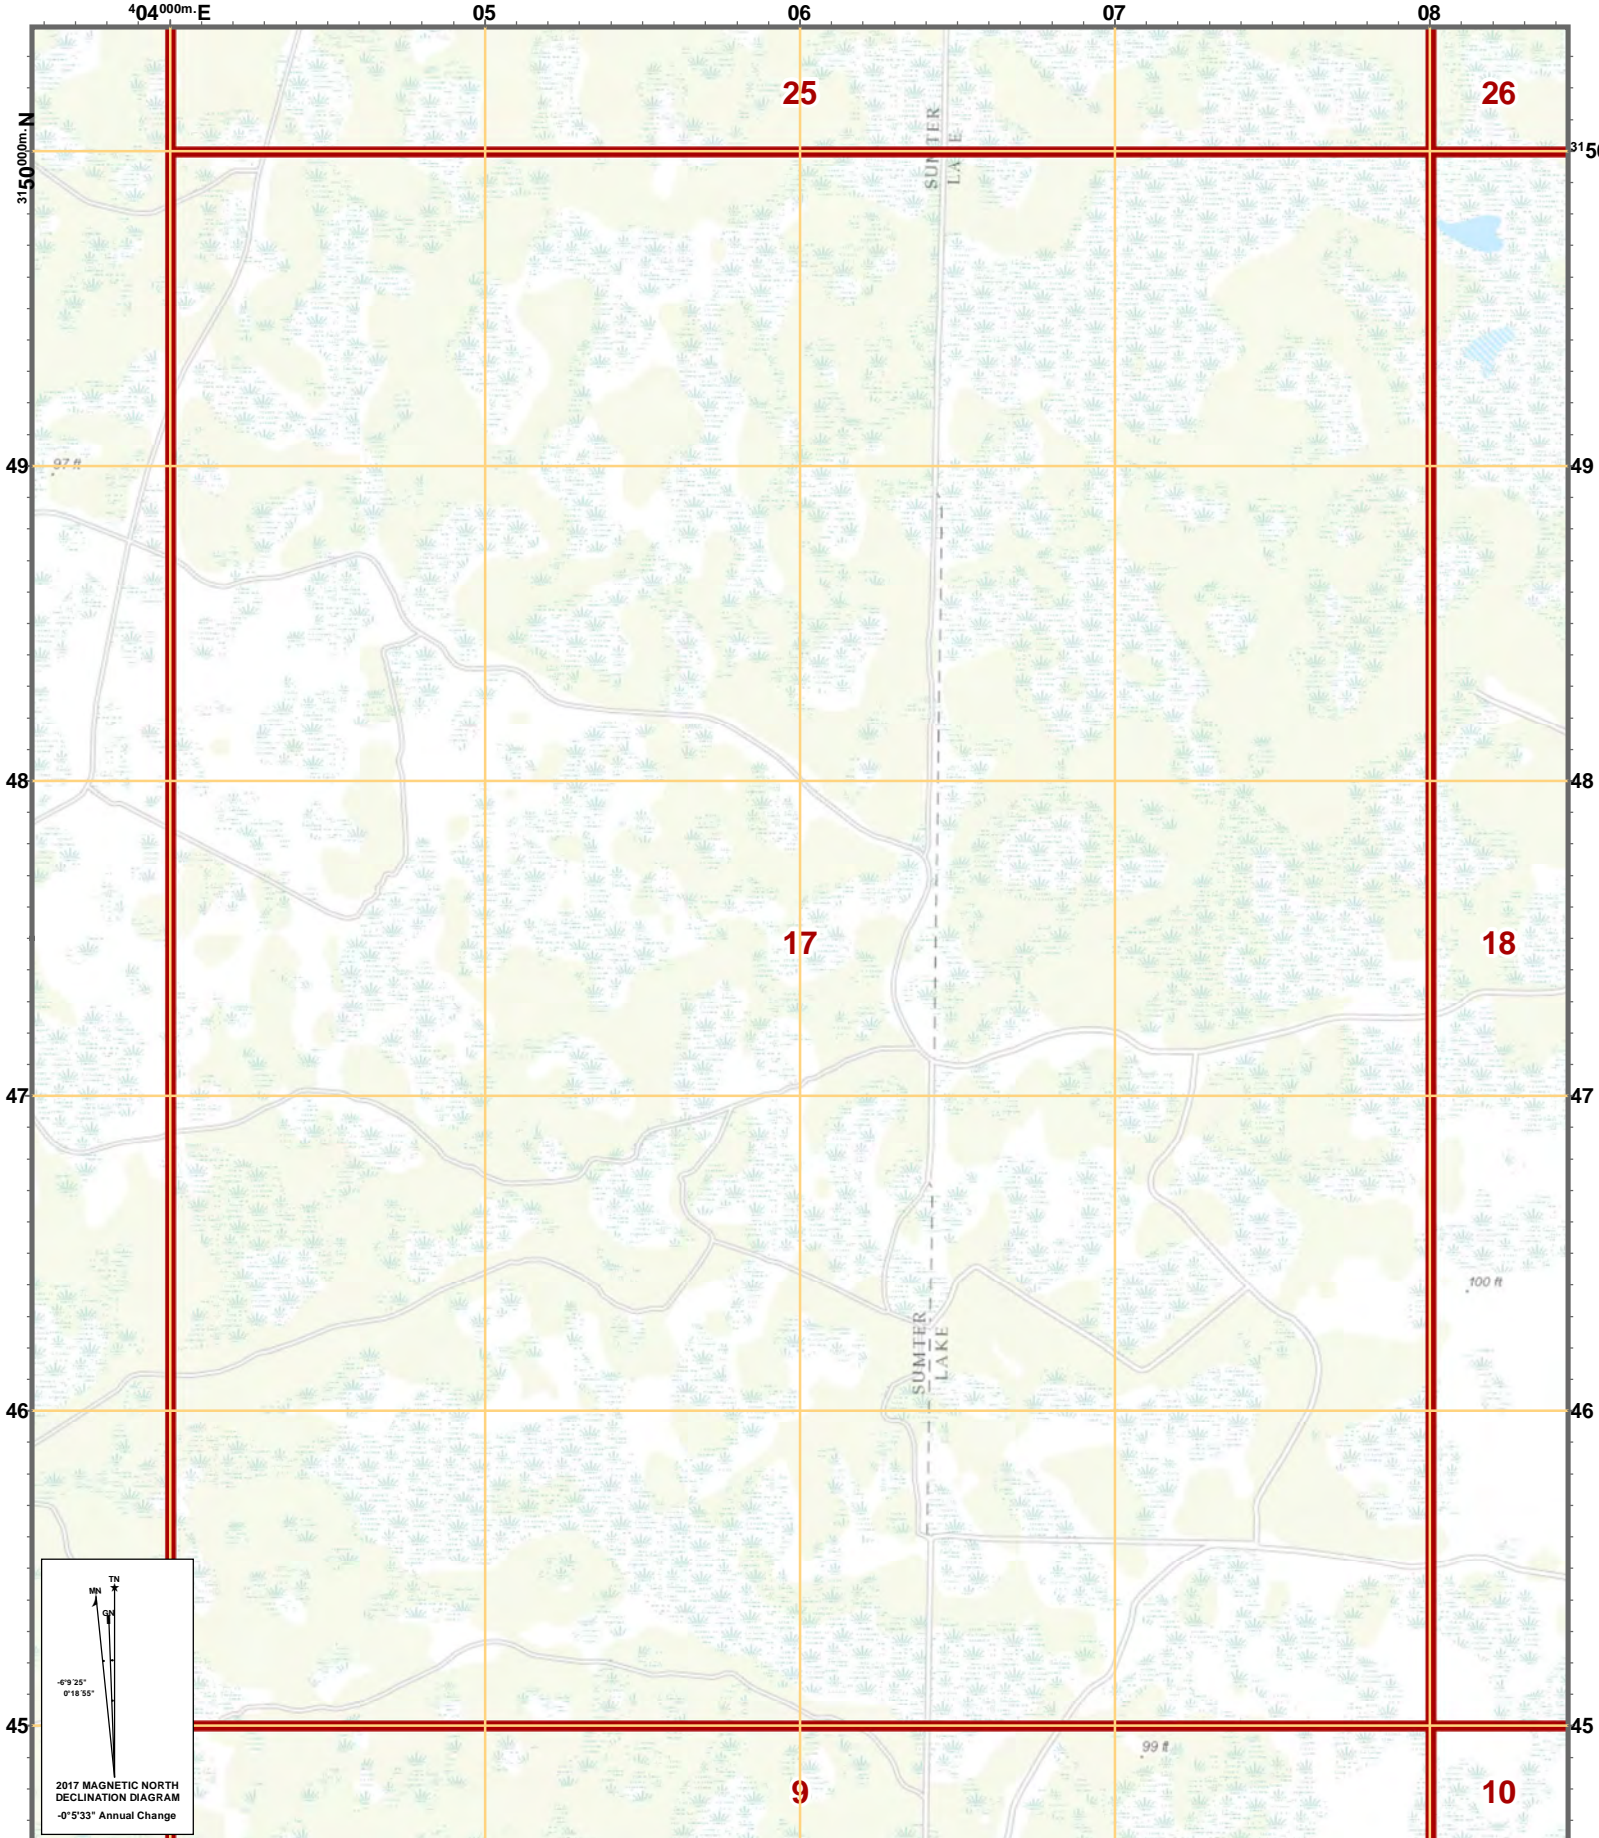 404000m.E 05 06 07 08
25 26
3150000m.N
SUMTER
LAKE
49 49
97 ft
48 48
17 18
47 47
100 ft
SUMTER
LAKE
46 46
TN
MN
GN
-6°9'25"
0°18'55"
45 45
99 ft
2017 MAGNETIC NORTH
DECLINATION DIAGRAM
9 10
-0°5'33" Annual Change